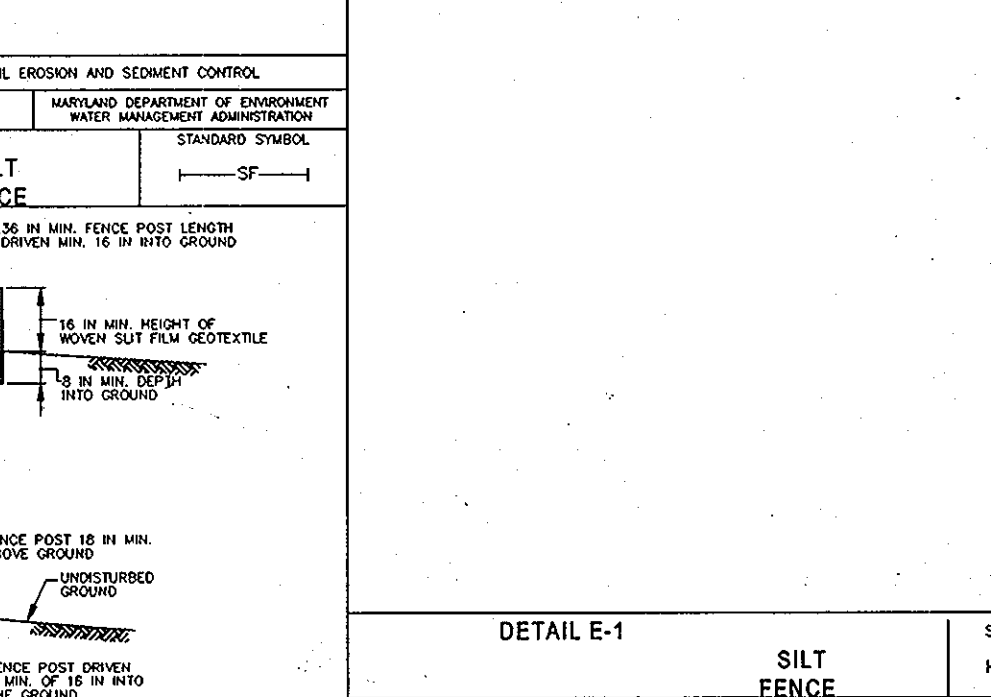 EROSION AND SEDIMENT CONTROL
MARYLAND DEPARTMENT OF ENVIRONMENT
WATER MANAGEMENT ADMINISTRATION
STANDARD SYMBOL
SF
36 IN MIN. FENCE POST LENGTH
DRIVEN MIN. 16 IN INTO GROUND
16 IN MIN. HEIGHT OF
WOVEN SLIT FILM GEOTEXTILE
8 IN MIN. DEPTH
INTO GROUND
POST 18 IN MIN.
GROUND
UNDISTURBED
GROUND
POST DRIVEN
MIN. OF 16 IN INTO
GROUND
DETAIL E-1
SILT
FENCE